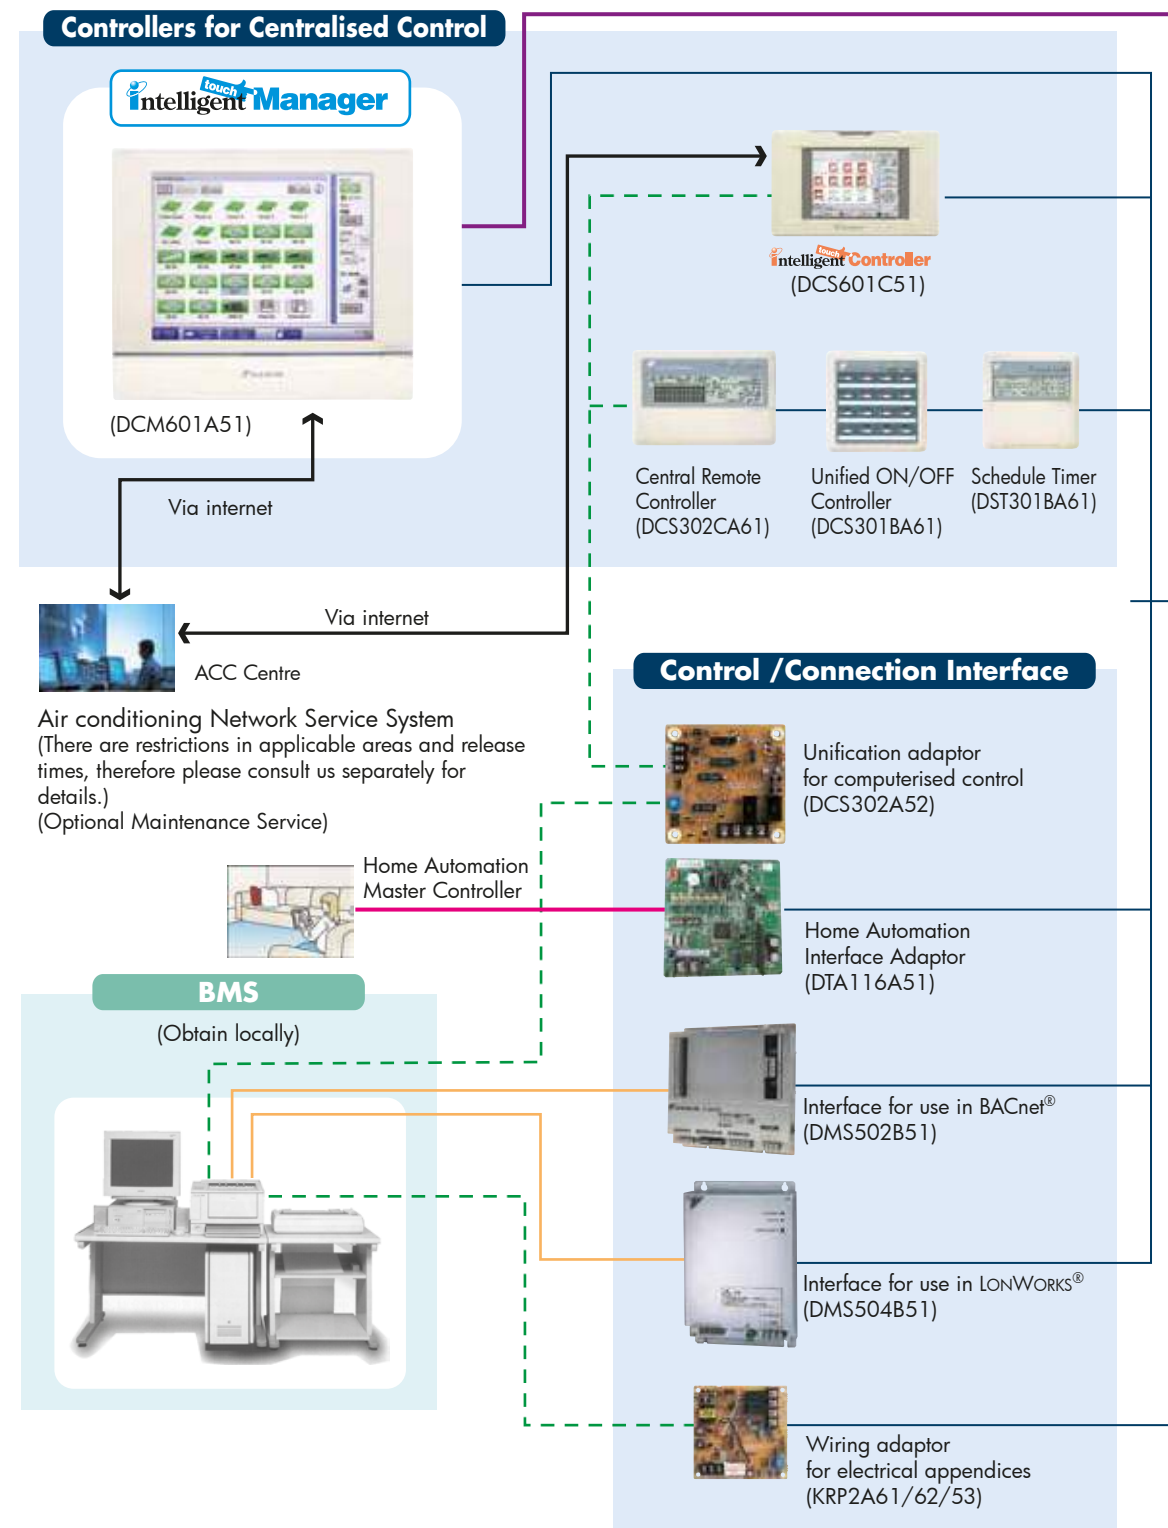 Controllers for Centralised Control
intelligent touch Manager
(DCM601A51)
Via internet
intelligent touch Controller
(DCS601C51)
Central Remote
Controller
(DCS302CA61)
Unified ON/OFF
Controller
(DCS301BA61)
Schedule Timer
(DST301BA61)
Via internet
ACC Centre
Air conditioning Network Service System
(There are restrictions in applicable areas and release
times, therefore please consult us separately for
details.)
(Optional Maintenance Service)
Control /Connection Interface
Unification adaptor
for computerised control
(DCS302A52)
Home Automation
Master Controller
Home Automation
Interface Adaptor
(DTA116A51)
BMS
(Obtain locally)
Interface for use in BACnet®
(DMS502B51)
Interface for use in LONWORKS®
(DMS504B51)
Wiring adaptor
for electrical appendices
(KRP2A61/62/53)